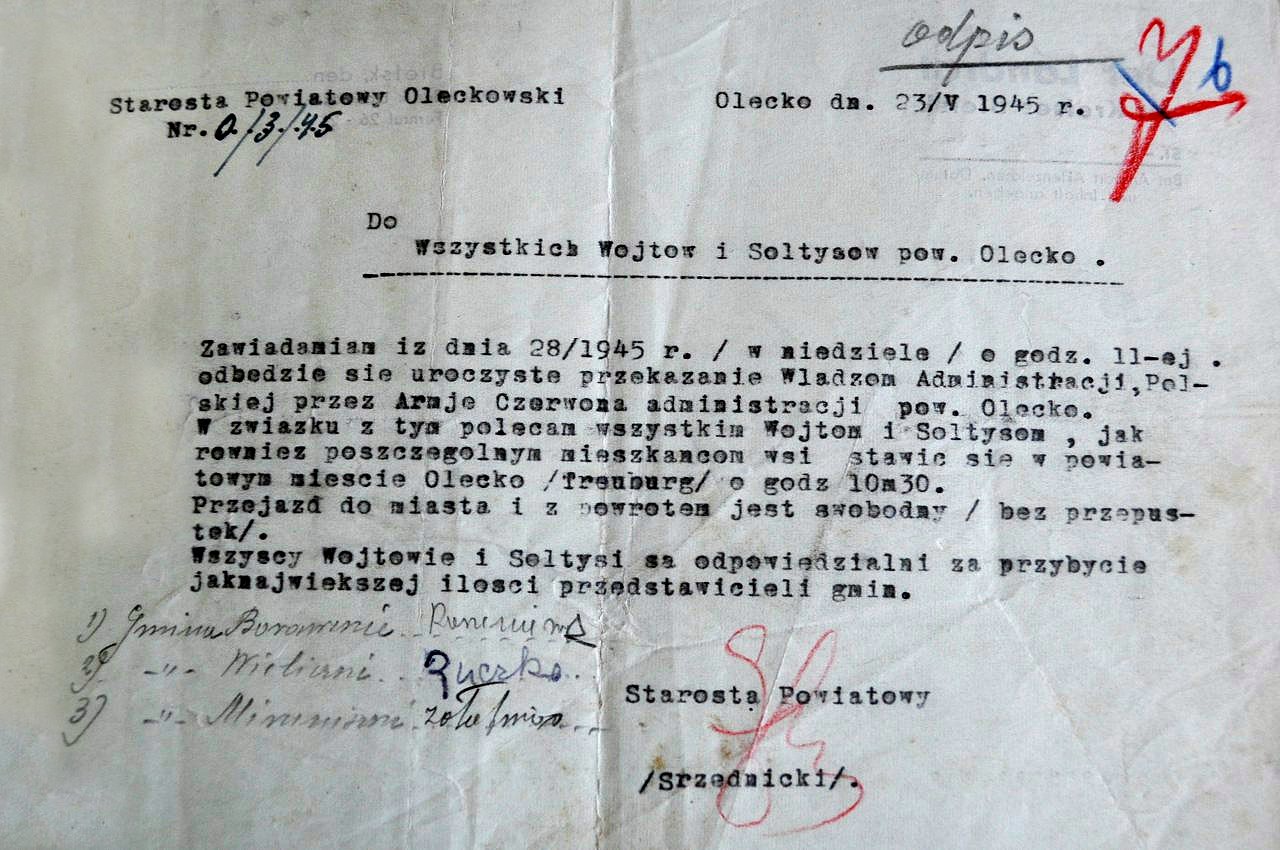 odpis
b
Starosta Powiatowy Oleckowski
Olecko dn. 23/V 1945 r.
Nr. 0/3/45
Do
Wszystkich Wojtow i Soltysow pow. Olecko .
Zawiadamiam iz dnia 28/1945 r. / w niedziele / o godz. 11-ej .
odbedzie sie uroczyste przekazanie Wladzom Administracji,Pol-
skiej przez Armje Czerwona administracji pow. Olecko.
W zwiazku z tym polecam wszystkim Wojtom i Soltysom , jak
rowniez poszczegolnym mieszkancom wsi stawic sie w powia-
towym miescie Olecko /Treuburg/ o godz 10m30.
Przejazd do miasta i z powrotem jest swobodny / bez przepus-
tek/.
Wszyscy Wojtowie i Soltysi sa odpowiedzialni za przybycie
jaknajwiekszej ilosci przedstawicieli gmin.
1) Gmina
2) -„- Wieliczki
3) -„-
Starosta Powiatowy
/Srzednicki/.